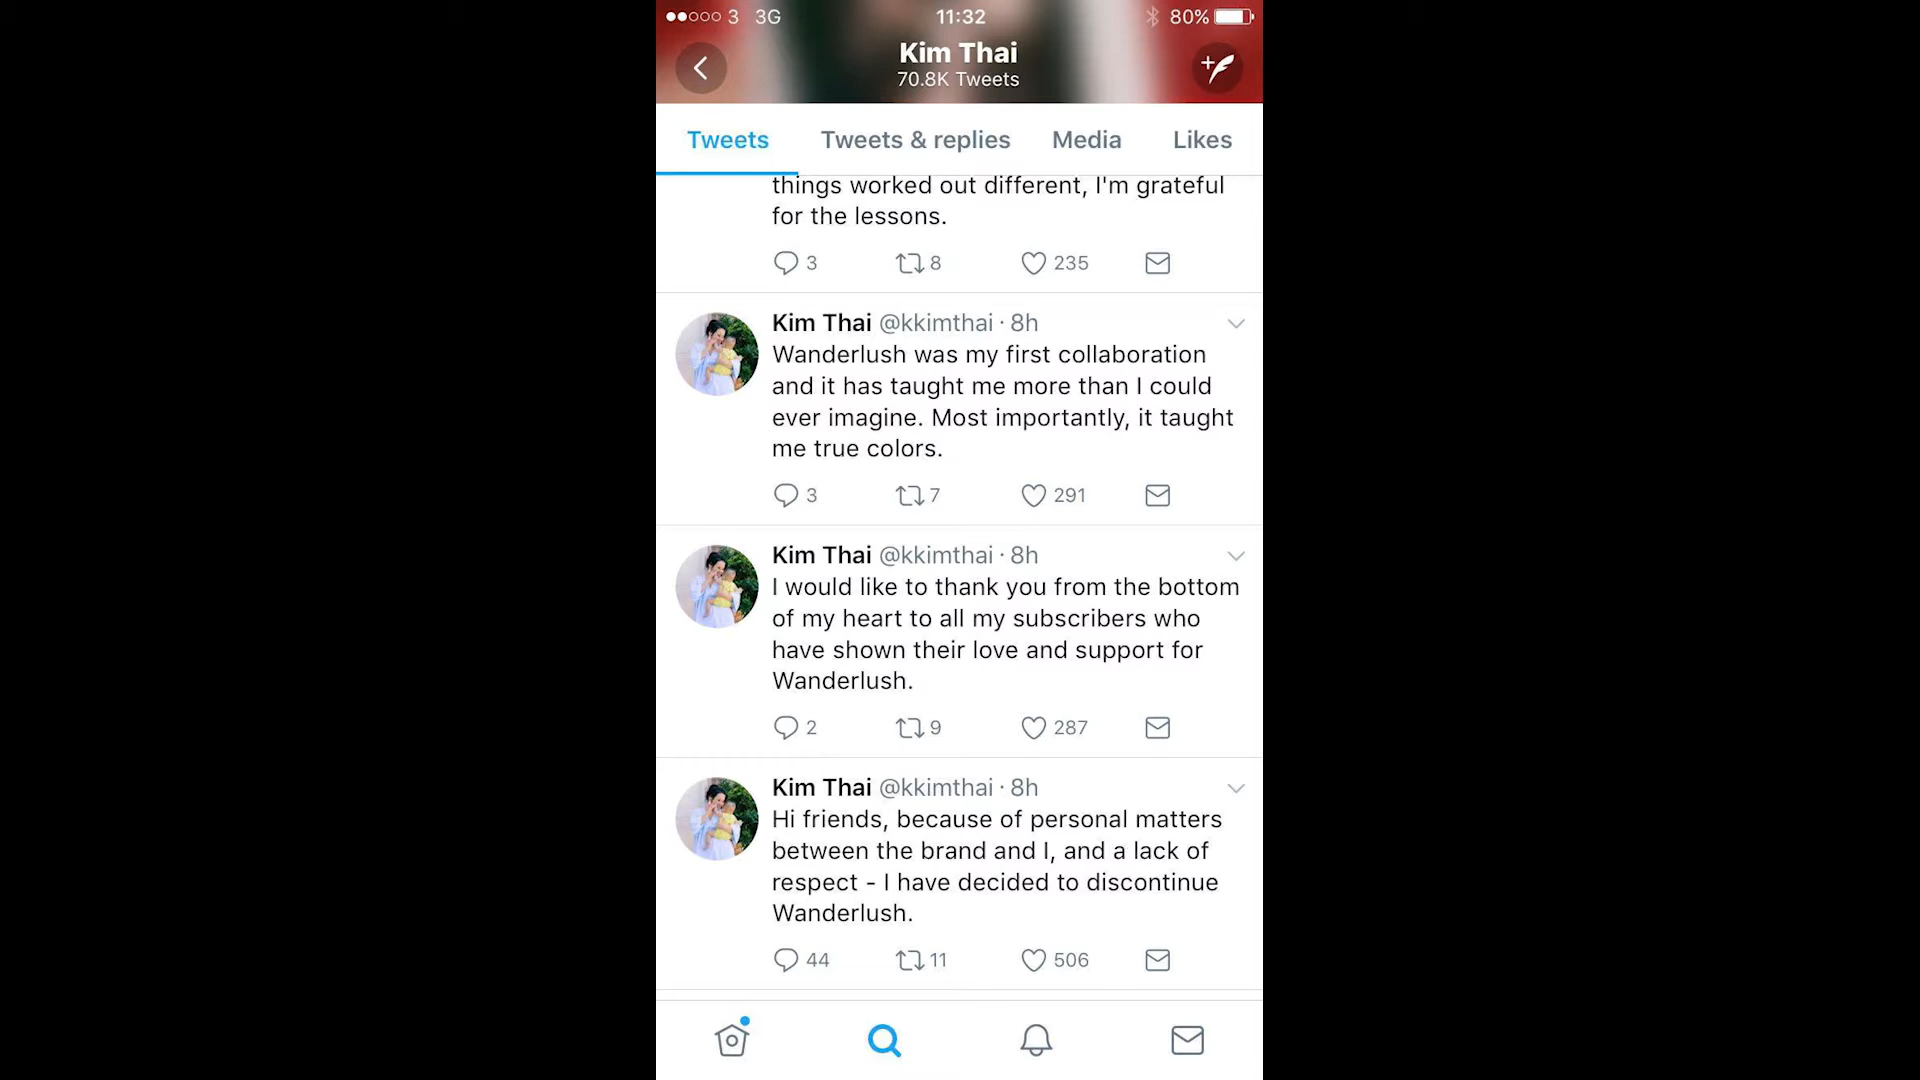 3 3G 11:32 80%
Kim Thai
70.8K Tweets
Tweets Tweets & replies Media Likes
things worked out different, I'm grateful
for the lessons.
3 8 235
Kim Thai @kkimthai · 8h
Wanderlush was my first collaboration
and it has taught me more than I could
ever imagine. Most importantly, it taught
me true colors.
3 7 291
Kim Thai @kkimthai · 8h
I would like to thank you from the bottom
of my heart to all my subscribers who
have shown their love and support for
Wanderlush.
2 9 287
Kim Thai @kkimthai · 8h
Hi friends, because of personal matters
between the brand and I, and a lack of
respect - I have decided to discontinue
Wanderlush.
44 11 506